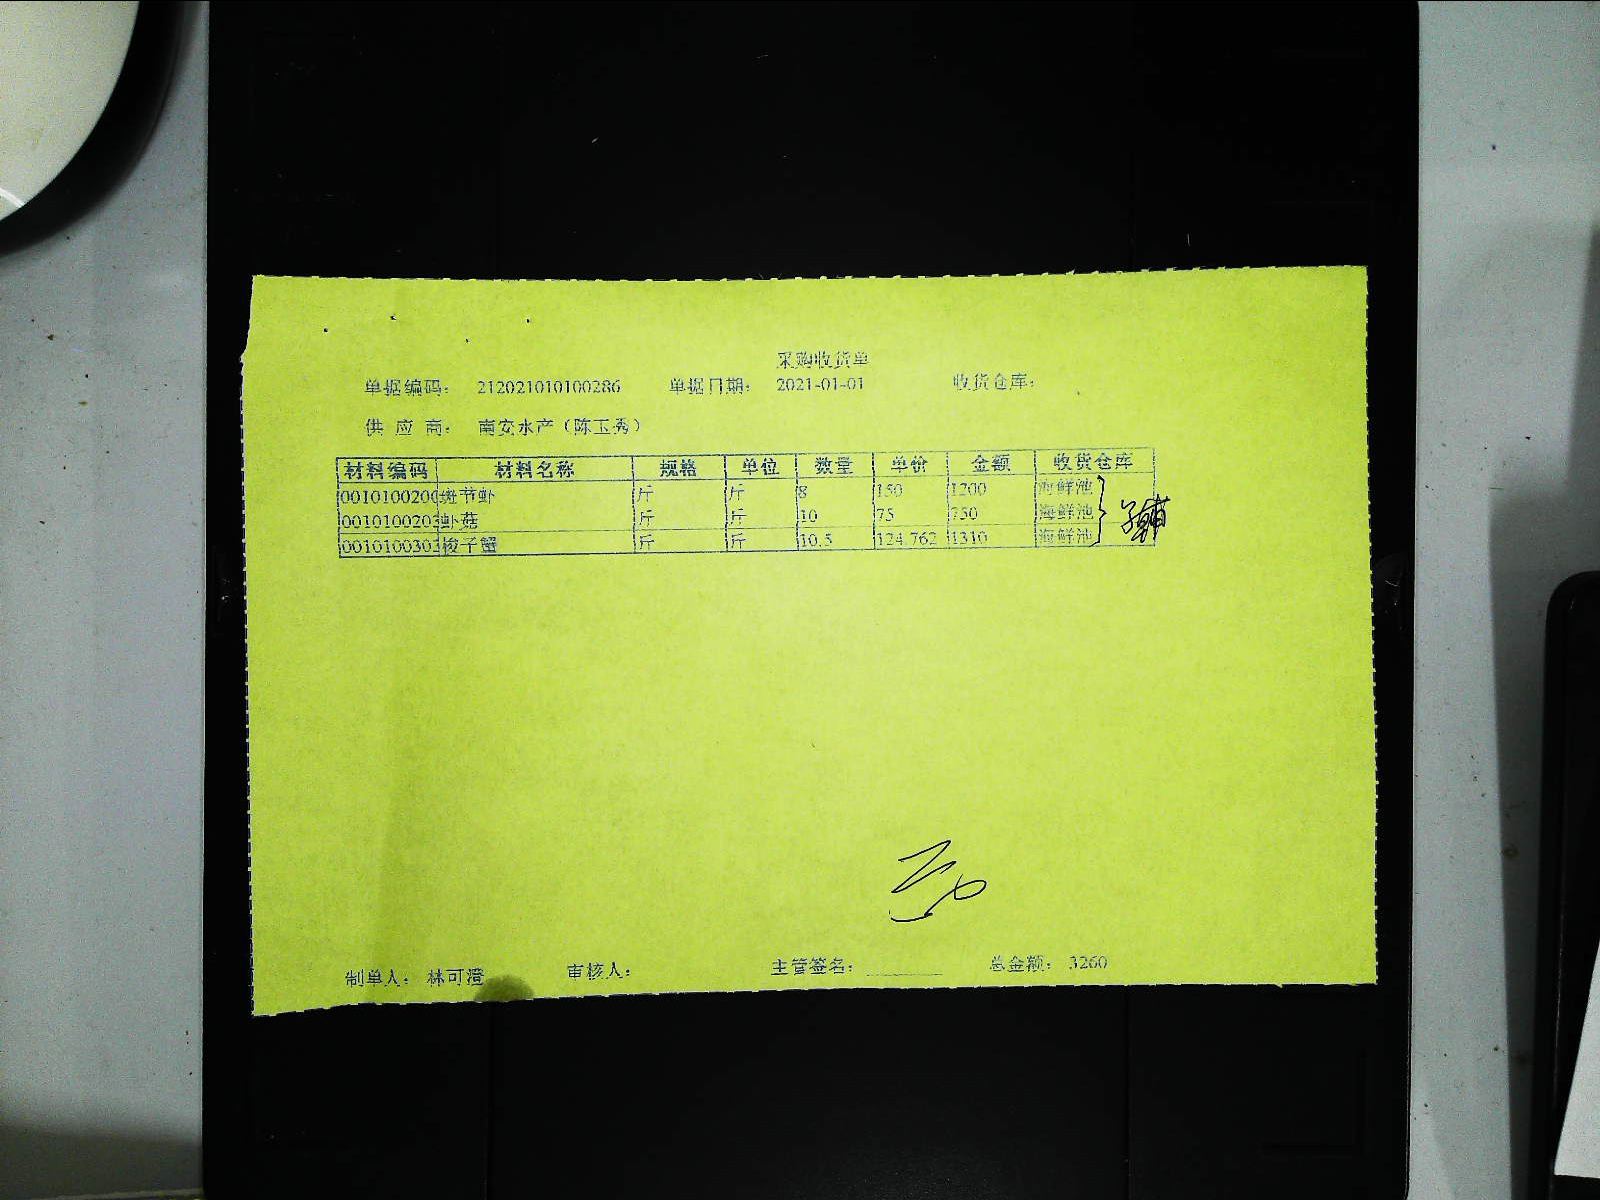 采购收货单
单据编码： 212021010100286 单据日期： 2021-01-01 收货仓库：
供 应 商： 南安水产（陈玉秀）
材料编码 材料名称 规格 单位 数量 单价 金额 收货仓库
斑节虾 斤 斤 8 150 1200 海鲜池
虾菇 斤 斤 10 75 750 海鲜池
梭子蟹 斤 斤 10.5 124.762 1310 海鲜池
制单人： 林可澄 审核人： 主管签名： 总金额： 3260